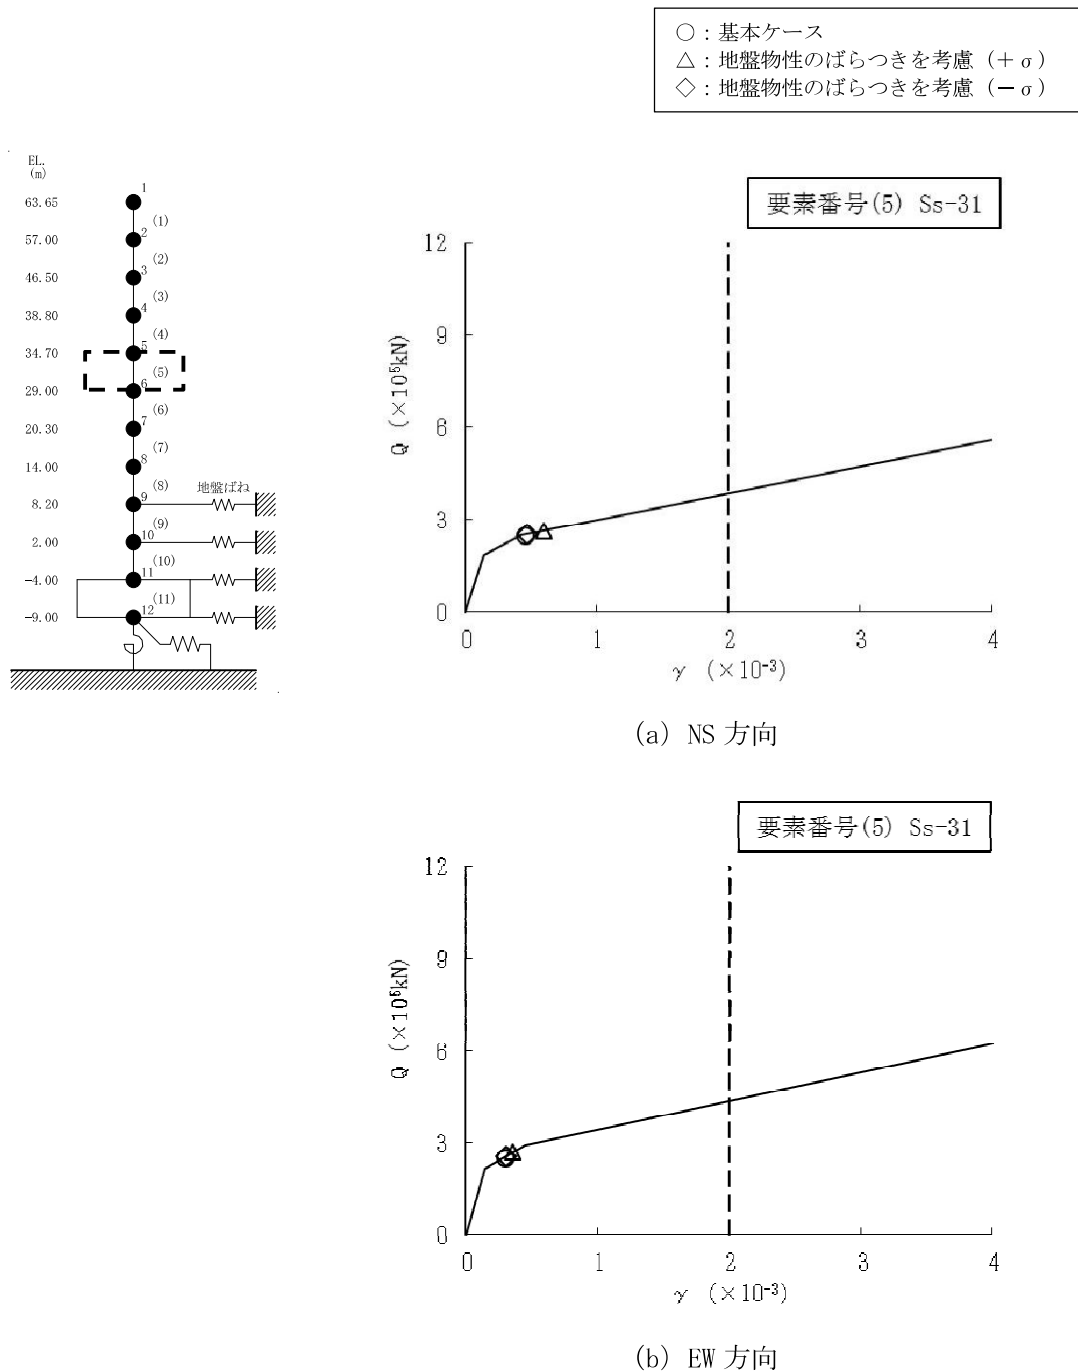 ○：基本ケース
△：地盤物性のばらつきを考慮（＋σ）
◇：地盤物性のばらつきを考慮（－σ）
EL.
(m)
63.65
57.00
46.50
38.80
34.70
29.00
20.30
14.00
8.20
2.00
-4.00
-9.00
1
(1)
2
(2)
3
(3)
4
(4)
5
(5)
6
(6)
7
(7)
8
(8)
9
(9)
10
(10)
11
(11)
12
地盤ばね
要素番号(5) Ss-31
12
9
6
3
0
Q (×10⁵kN)
0 1 2 3 4
γ (×10⁻³)
(a) NS 方向
要素番号(5) Ss-31
12
9
6
3
0
Q (×10⁵kN)
0 1 2 3 4
γ (×10⁻³)
(b) EW 方向